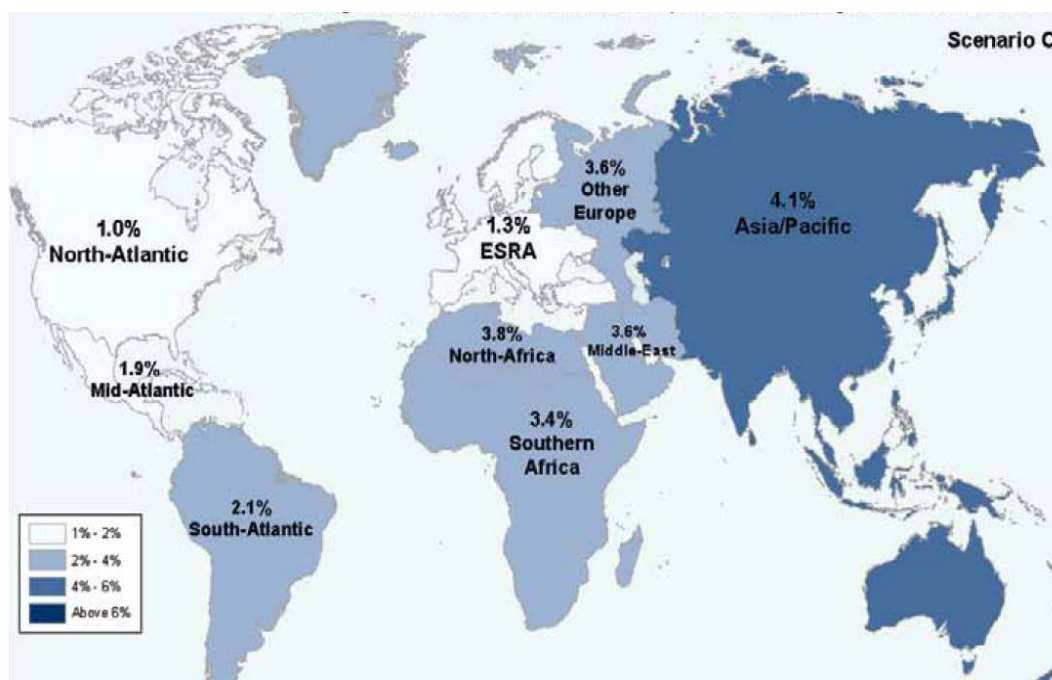 Scenario C
3.6%
Other
Europe
4.1%
Asia/Pacific
1.0%
North-Atlantic
1.3%
ESRA
3.8%
North-Africa
3.6%
Middle-East
1.9%
Mid-Atlantic
3.4%
Southern
Africa
2.1%
South-Atlantic
1% - 2%
2% - 4%
4% - 6%
Above 6%